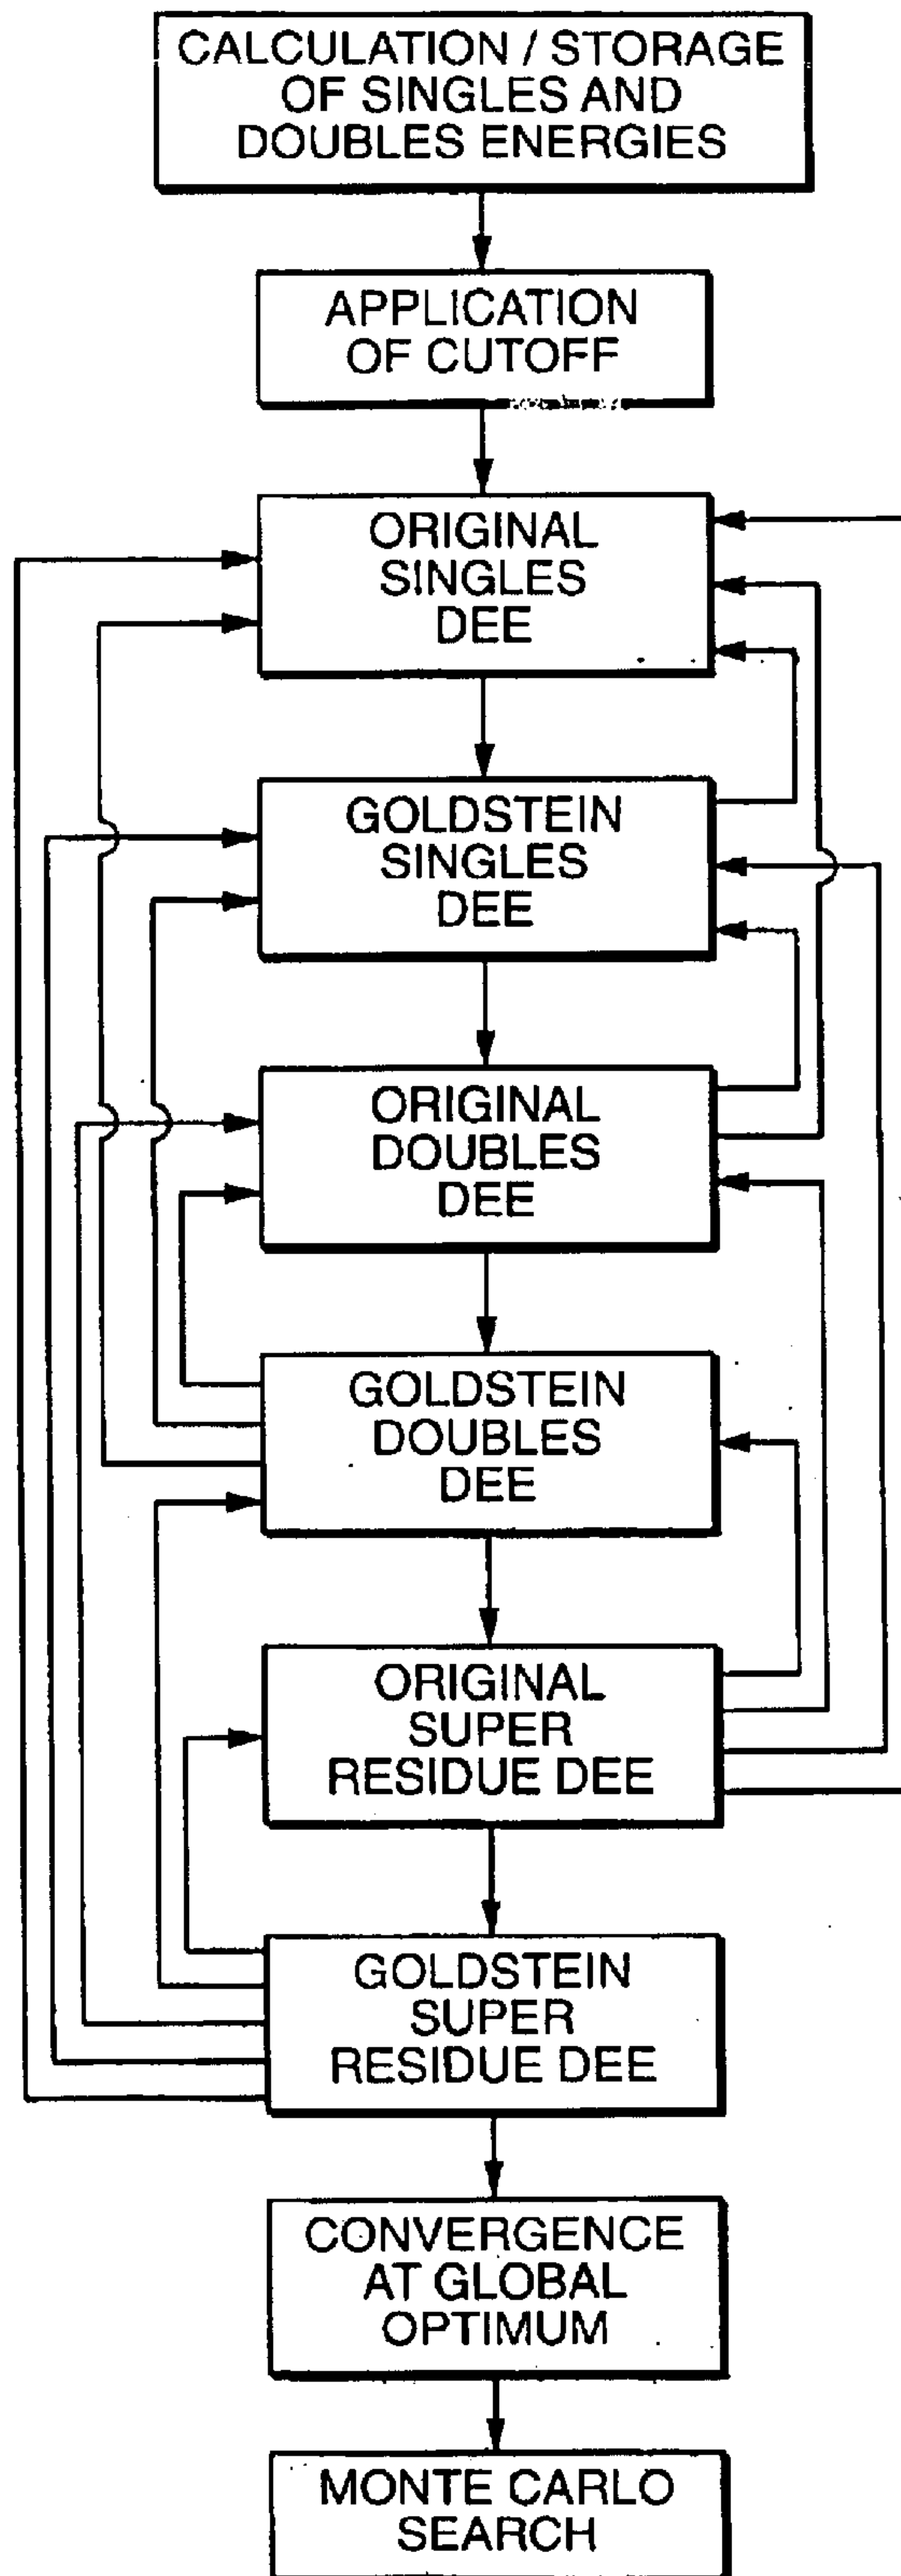 CALCULATION / STORAGE
OF SINGLES AND
DOUBLES ENERGIES
APPLICATION
OF CUTOFF
ORIGINAL
SINGLES
DEE
GOLDSTEIN
SINGLES
DEE
ORIGINAL
DOUBLES
DEE
GOLDSTEIN
DOUBLES
DEE
ORIGINAL
SUPER
RESIDUE DEE
GOLDSTEIN
SUPER
RESIDUE DEE
CONVERGENCE
AT GLOBAL
OPTIMUM
MONTE CARLO
SEARCH